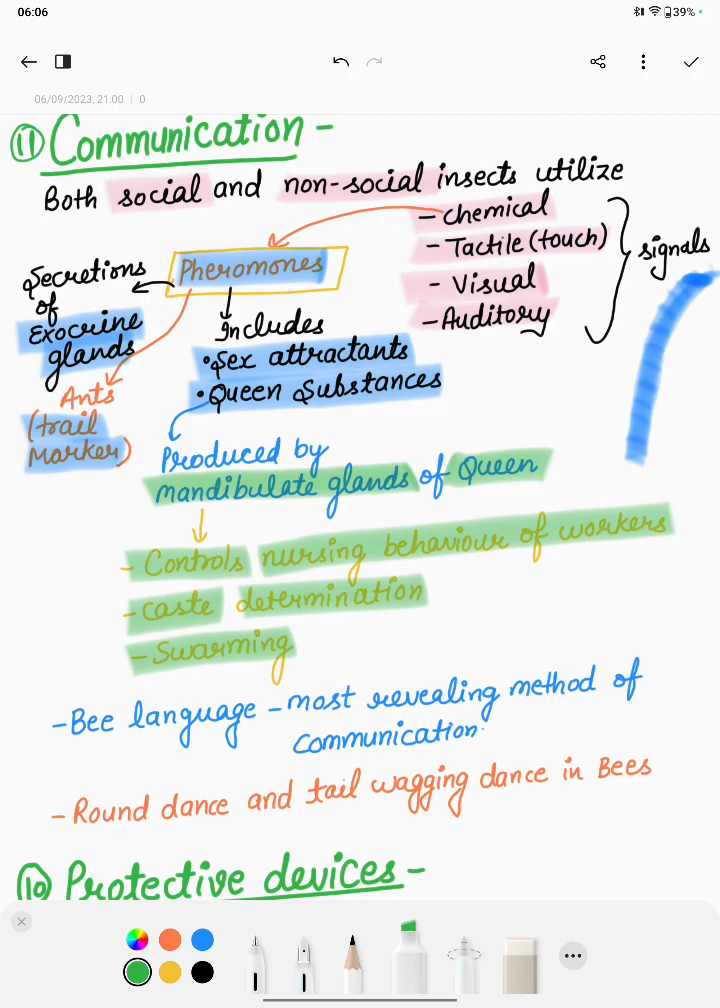 06:06
39%
06/09/2023, 21:00 | 0
11 Communication -
Both social and non-social insects utilize
- Chemical
- Tactile (touch)
- Visual
- Auditory
signals
Pheromones
Secretions
of
Exocrine
glands
Ants
(trail
Marker)
Includes
• Sex attractants
• Queen Substances
Produced by
mandibulate glands of Queen
- Controls nursing behaviour of workers
- caste determination
- Swarming
- Bee language - most revealing method of
communication.
- Round dance and tail wagging dance in Bees
10 Protective devices -